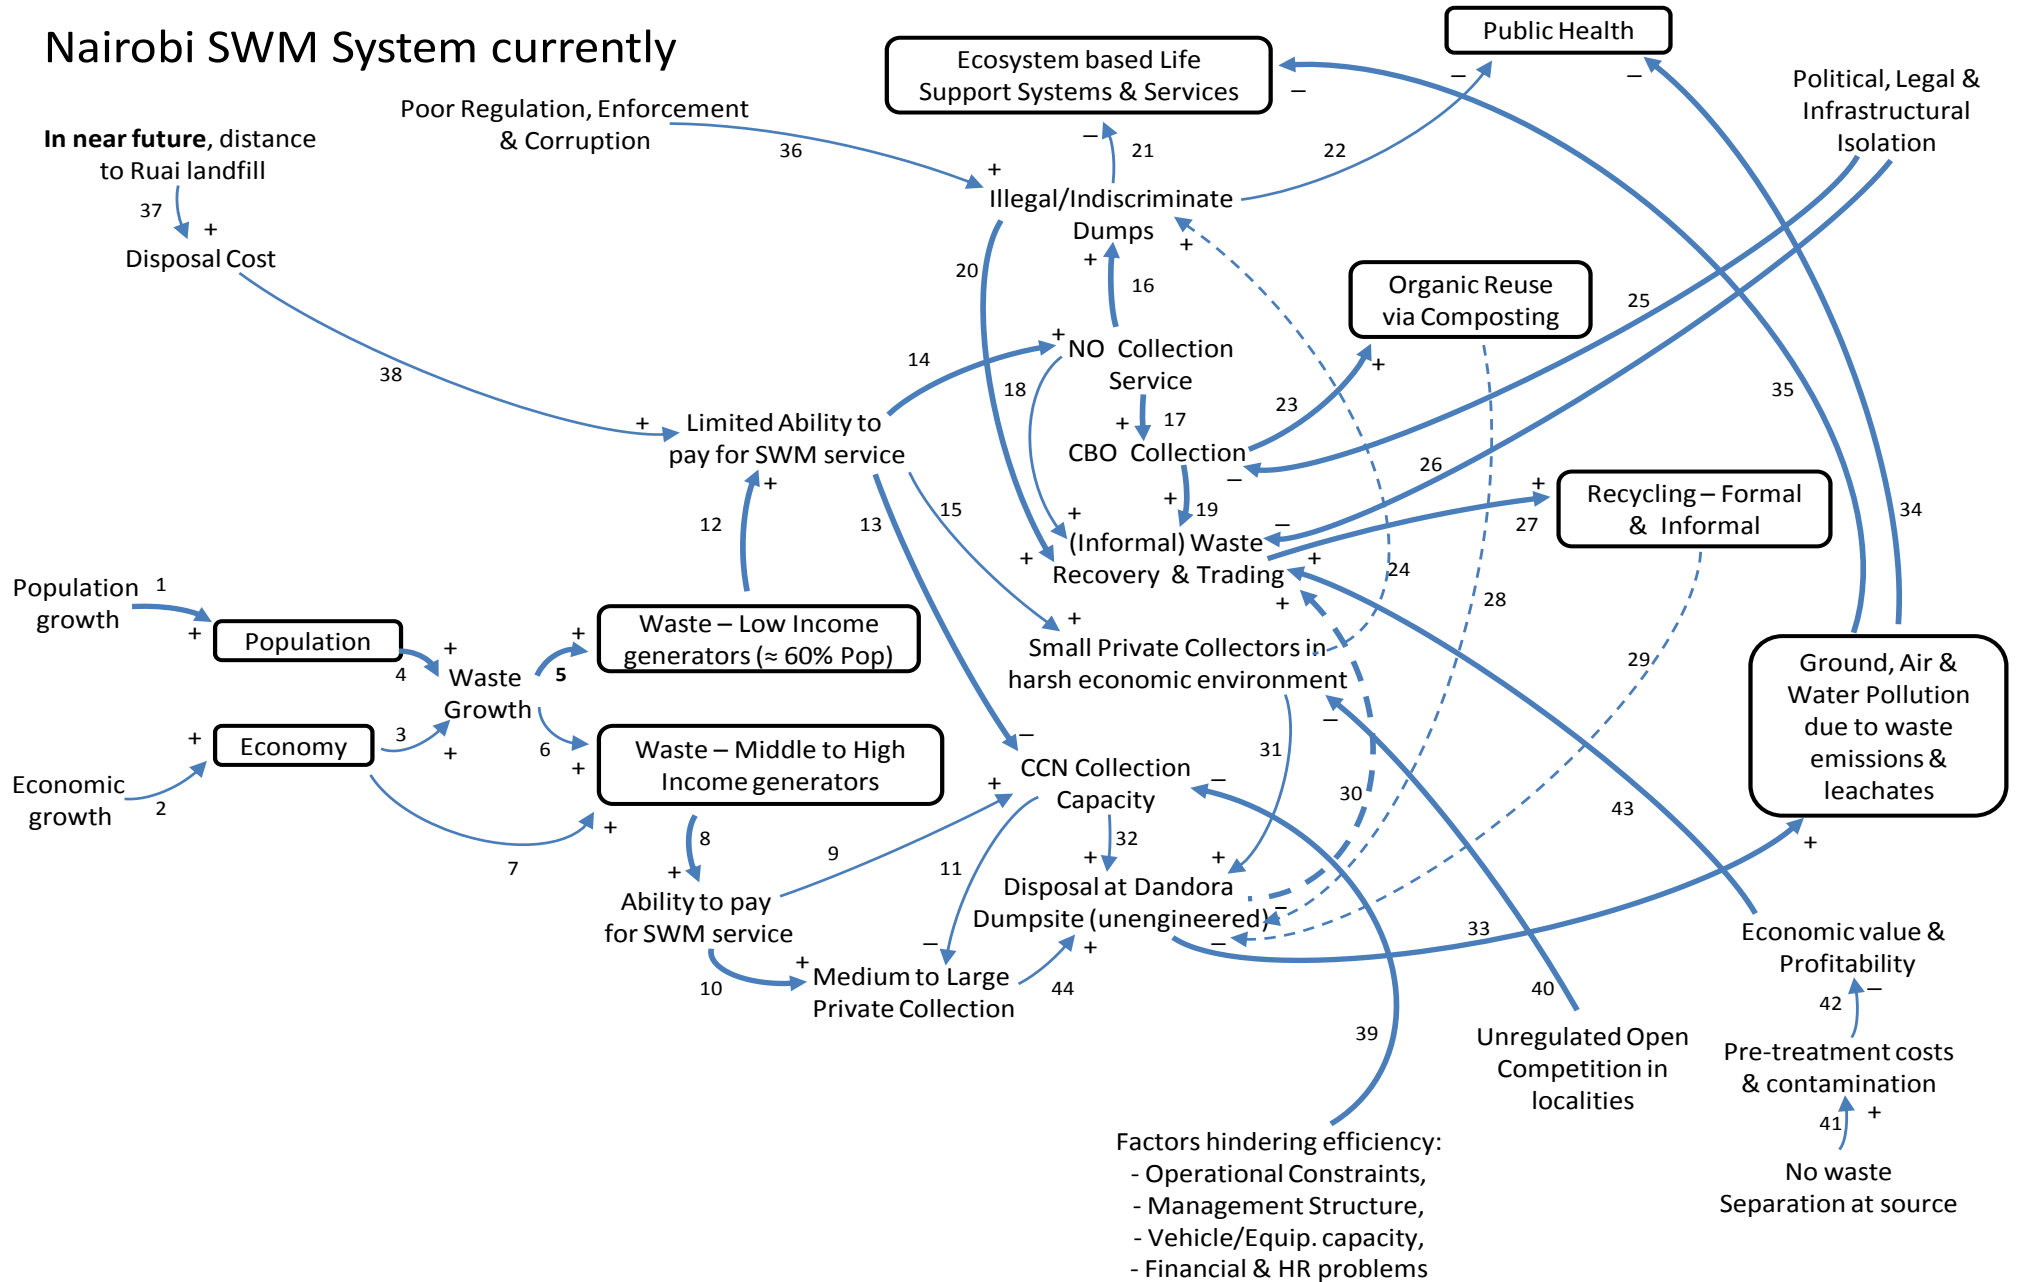 Nairobi SWM System currently
Public Health
Ecosystem based Life
Support Systems & Services
Political, Legal &
Infrastructural
Isolation
Poor Regulation, Enforcement
& Corruption
In near future, distance
to Ruai landfill
Disposal Cost
Illegal/Indiscriminate
Dumps
Organic Reuse
via Composting
NO Collection
Service
CBO Collection
Limited Ability to
pay for SWM service
Recycling – Formal
& Informal
(Informal) Waste
Recovery & Trading
Population
growth
Population
Waste – Low Income
generators (≈ 60% Pop)
Small Private Collectors in
harsh economic environment
Waste
Growth
Ground, Air &
Water Pollution
due to waste
emissions &
leachates
Economy
Economic
growth
Waste – Middle to High
Income generators
CCN Collection
Capacity
Ability to pay
for SWM service
Disposal at Dandora
Dumpsite (unengineered)
Medium to Large
Private Collection
Economic value &
Profitability
Unregulated Open
Competition in
localities
Pre-treatment costs
& contamination
No waste
Separation at source
Factors hindering efficiency:
- Operational Constraints,
- Management Structure,
- Vehicle/Equip. capacity,
- Financial & HR problems
1 +
2 +
3 +
4 +
5 +
6 +
7 +
8 +
9 +
10 +
11 –
12 +
13 –
14 +
15 +
16 +
17 +
18 +
19 +
20 +
21 –
22 –
23 +
24 +
25 –
26 –
27 +
28 –
29 –
30 +
31 +
32 +
33 +
34 –
35 –
36 +
37 +
38 +
39 –
40 –
41 +
42 –
43 +
44 +